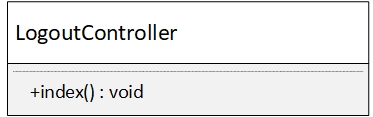 LogoutController
+index() : void